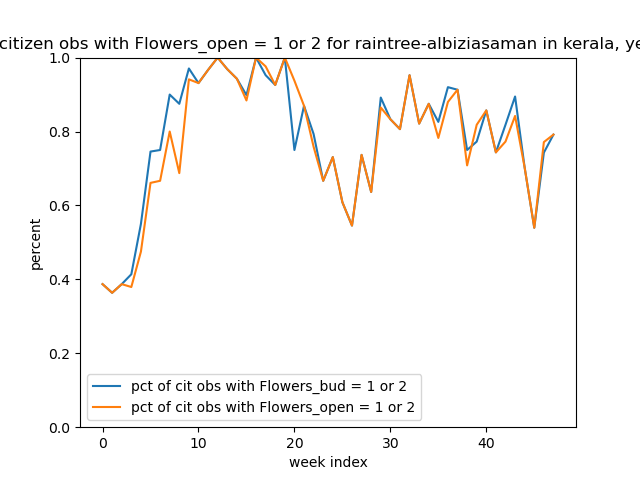 citizen obs with Flowers_open = 1 or 2 for raintree-albiziasaman in kerala,
1.0
0.8
0.6
0.4
0.2
0.0
percent
pct of cit obs with Flowers_bud = 1 or 2
pct of cit obs with Flowers_open = 1 or 2
0 10 20 30 40
week index